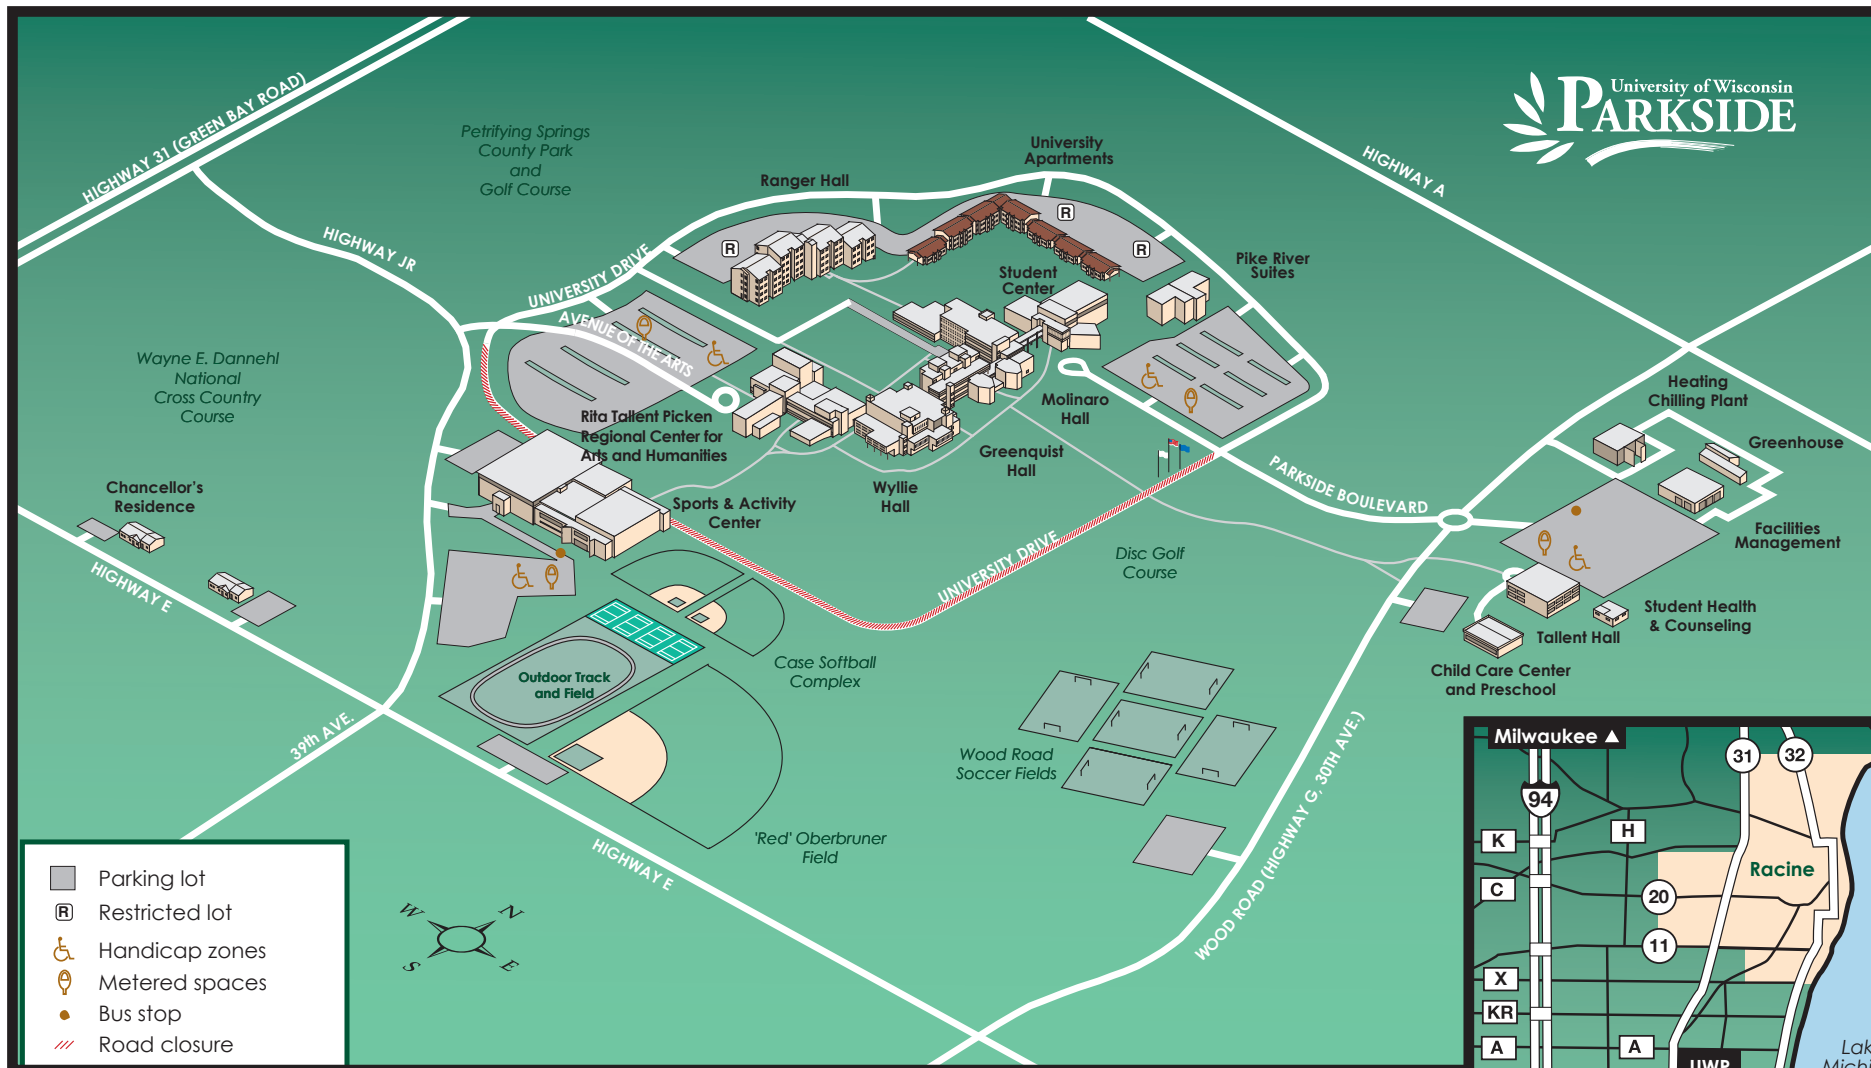 University of Wisconsin
PARKSIDE
HIGHWAY 31 (GREEN BAY ROAD)
Petrifying Springs
County Park
and
Golf Course
University
Apartments
HIGHWAY A
Ranger Hall
R
R
R
HIGHWAY JR
UNIVERSITY DRIVE
AVENUE OF THE ARTS
Student
Center
Pike River
Suites
Wayne E. Dannehl
National
Cross Country
Course
Rita Tallent Picken
Regional Center for
Arts and Humanities
Molinaro
Hall
Greenquist
Hall
Wyllie
Hall
Heating
Chilling Plant
Greenhouse
PARKSIDE BOULEVARD
Chancellor's
Residence
Sports & Activity
Center
Facilities
Management
HIGHWAY E
UNIVERSITY DRIVE
Disc Golf
Course
Student Health
& Counseling
Tallent Hall
Child Care Center
and Preschool
Case Softball
Complex
Outdoor Track
and Field
39th AVE.
Wood Road
Soccer Fields
WOOD ROAD (HIGHWAY G, 30TH AVE.)
'Red' Oberbruner
Field
HIGHWAY E
W
N
S
E
Parking lot
R
Restricted lot
Handicap zones
Metered spaces
Bus stop
Road closure
Milwaukee
31
32
94
K
H
C
Racine
20
11
X
KR
A
A
UWP